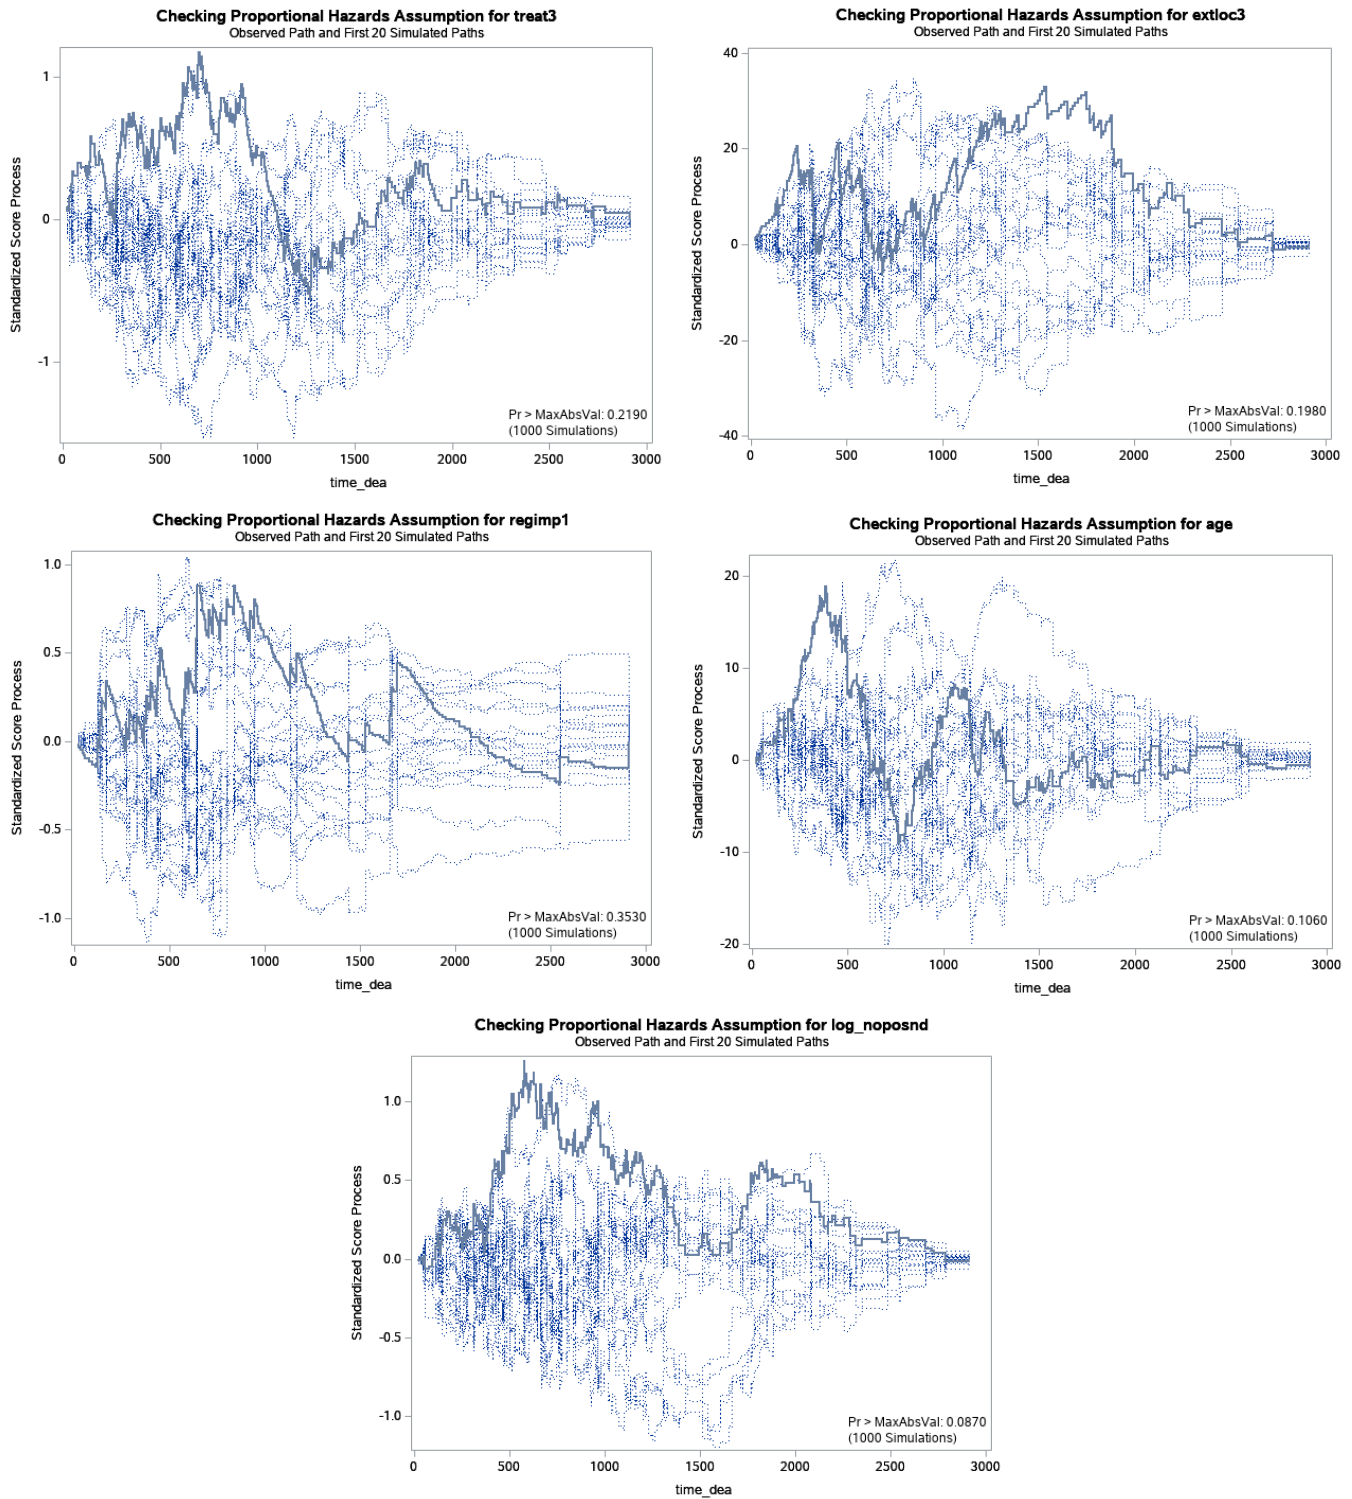 Checking Proportional Hazards Assumption for treat3
Observed Path and First 20 Simulated Paths
Standardized Score Process
1
0
-1
Pr > MaxAbsVal: 0.2190
(1000 Simulations)
0 500 1000 1500 2000 2500 3000
time_dea
Checking Proportional Hazards Assumption for extloc3
Observed Path and First 20 Simulated Paths
Standardized Score Process
40
20
0
-20
-40
Pr > MaxAbsVal: 0.1980
(1000 Simulations)
0 500 1000 1500 2000 2500 3000
time_dea
Checking Proportional Hazards Assumption for regimp1
Observed Path and First 20 Simulated Paths
Standardized Score Process
1.0
0.5
0.0
-0.5
-1.0
Pr > MaxAbsVal: 0.3530
(1000 Simulations)
0 500 1000 1500 2000 2500 3000
time_dea
Checking Proportional Hazards Assumption for age
Observed Path and First 20 Simulated Paths
Standardized Score Process
20
10
0
-10
-20
Pr > MaxAbsVal: 0.1060
(1000 Simulations)
0 500 1000 1500 2000 2500 3000
time_dea
Checking Proportional Hazards Assumption for log_noposnd
Observed Path and First 20 Simulated Paths
Standardized Score Process
1.0
0.5
0.0
-0.5
-1.0
Pr > MaxAbsVal: 0.0870
(1000 Simulations)
0 500 1000 1500 2000 2500 3000
time_dea